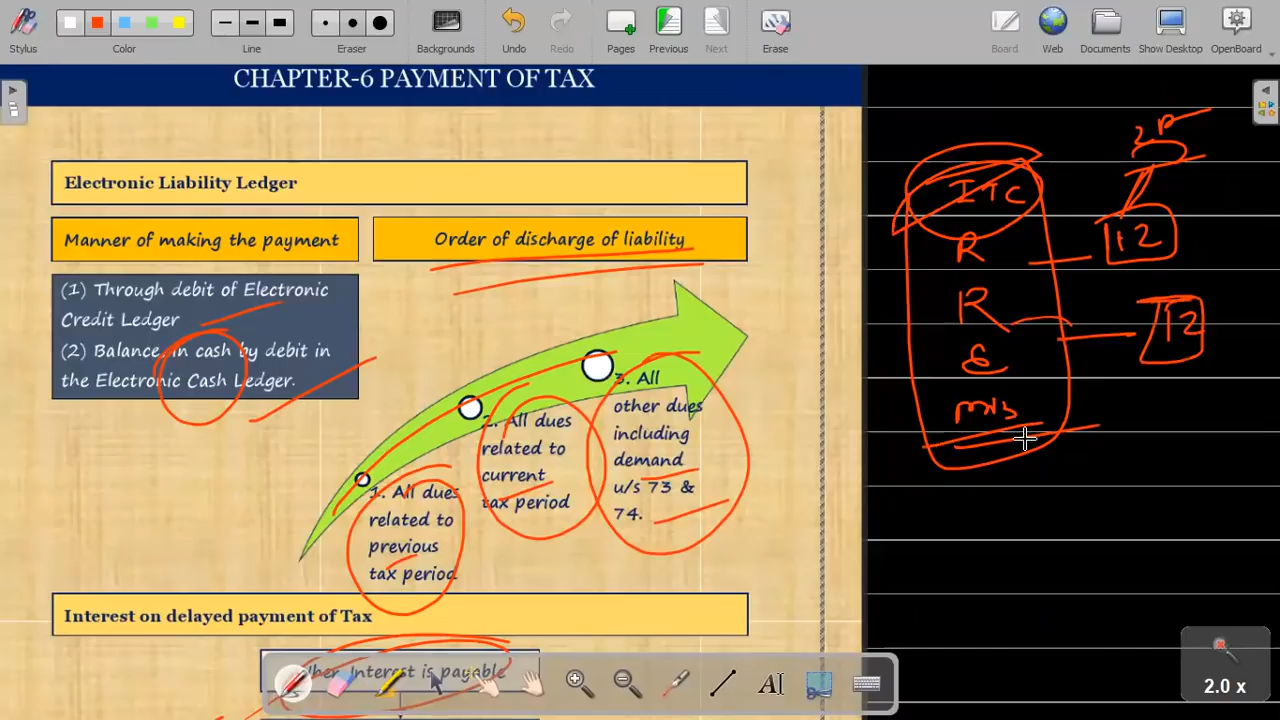 Stylus
Color
Line
Eraser
Backgrounds
Undo
Redo
Pages
Previous
Next
Erase
Board
Web
Documents
Show Desktop
OpenBoard
CHAPTER-6 PAYMENT OF TAX
Electronic Liability Ledger
Manner of making the payment
Order of discharge of liability
(1) Through debit of Electronic
Credit Ledger
(2) Balance in cash by debit in
the Electronic Cash Ledger.
1. All dues
related to
previous
tax period
2. All dues
related to
current
tax period
3. All
other dues
including
demand
u/s 73 &
74.
Interest on delayed payment of Tax
Interest is payable
ITC
R
R
E
12
12
2.0 x